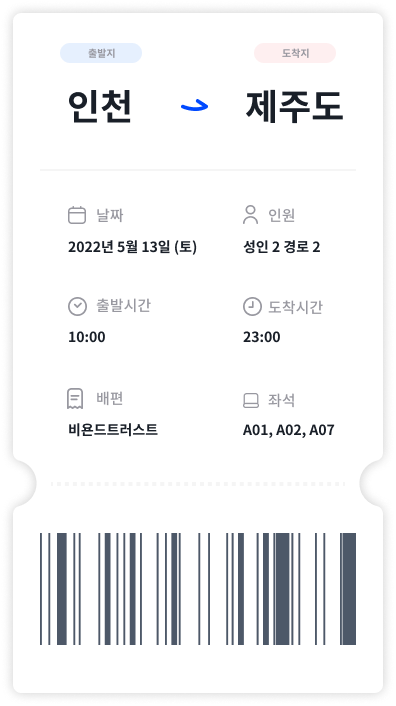 출발지 도착지
인천 제주도
날짜 인원
2022년 5월 13일 (토) 성인 2 경로 2
출발시간 도착시간
10:00 23:00
배편 좌석
비욘드트러스트 A01, A02, A07